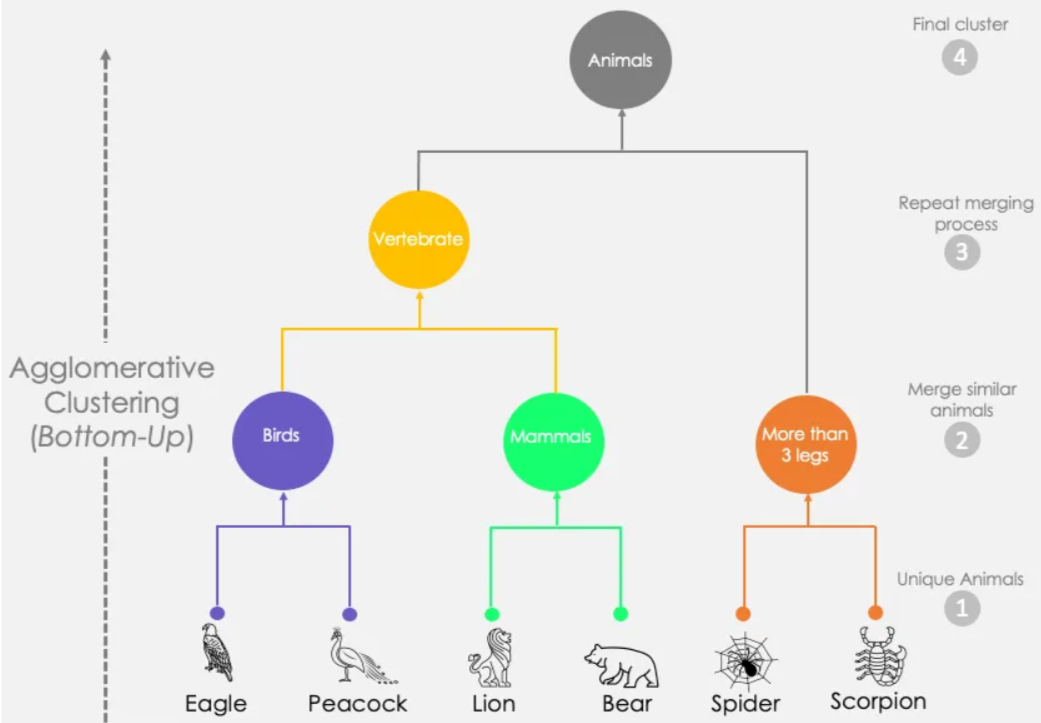 Final cluster
4
Animals
Repeat merging
process
3
Vertebrate
Agglomerative
Clustering
(Bottom-Up)
Merge similar
animals
2
Birds
Mammals
More than
3 legs
Unique Animals
1
Eagle
Peacock
Lion
Bear
Spider
Scorpion